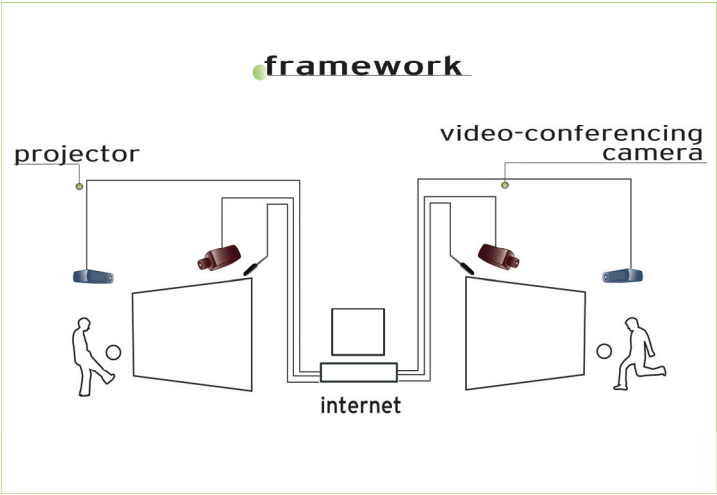 framework
projector
video-conferencing
camera
internet